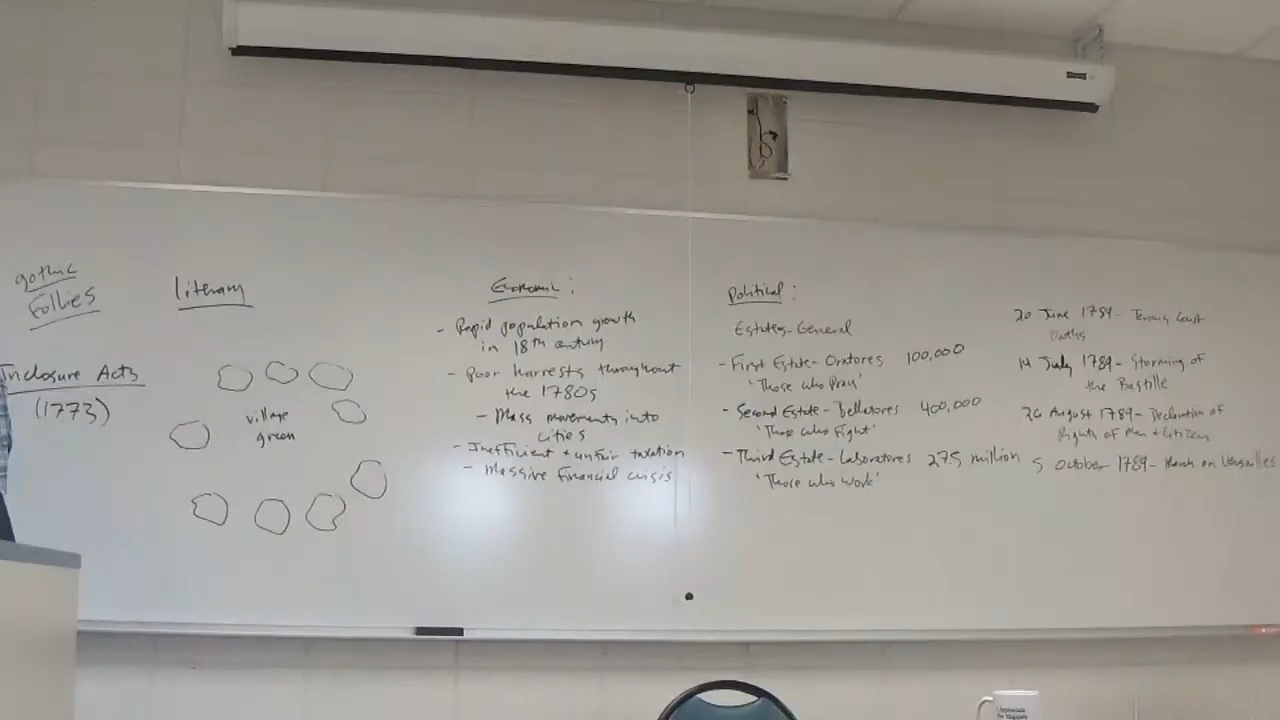 gothic
Follies
Inclosure Acts
(1773)
literary
village
green
Economic:
- Rapid population growth
in 18th century
- Poor harvests throughout
the 1780s
- Mass movements into
cities
- Inefficient + unfair taxation
- Massive Financial crisis
Political:
Estates-General
- First Estate- Oratores 100,000
'Those who Pray'
- Second Estate- Bellatores 400,000
'Those who Fight'
- Third Estate- Laboratores 27.5 million
'Those who Work'
20 June 1789- Tennis Court
Oaths
14 July 1789- Storming of
the Bastille
26 August 1789- Declaration of
Rights of Man + Citizen
5 October 1789- March on Versailles
I Appreciate